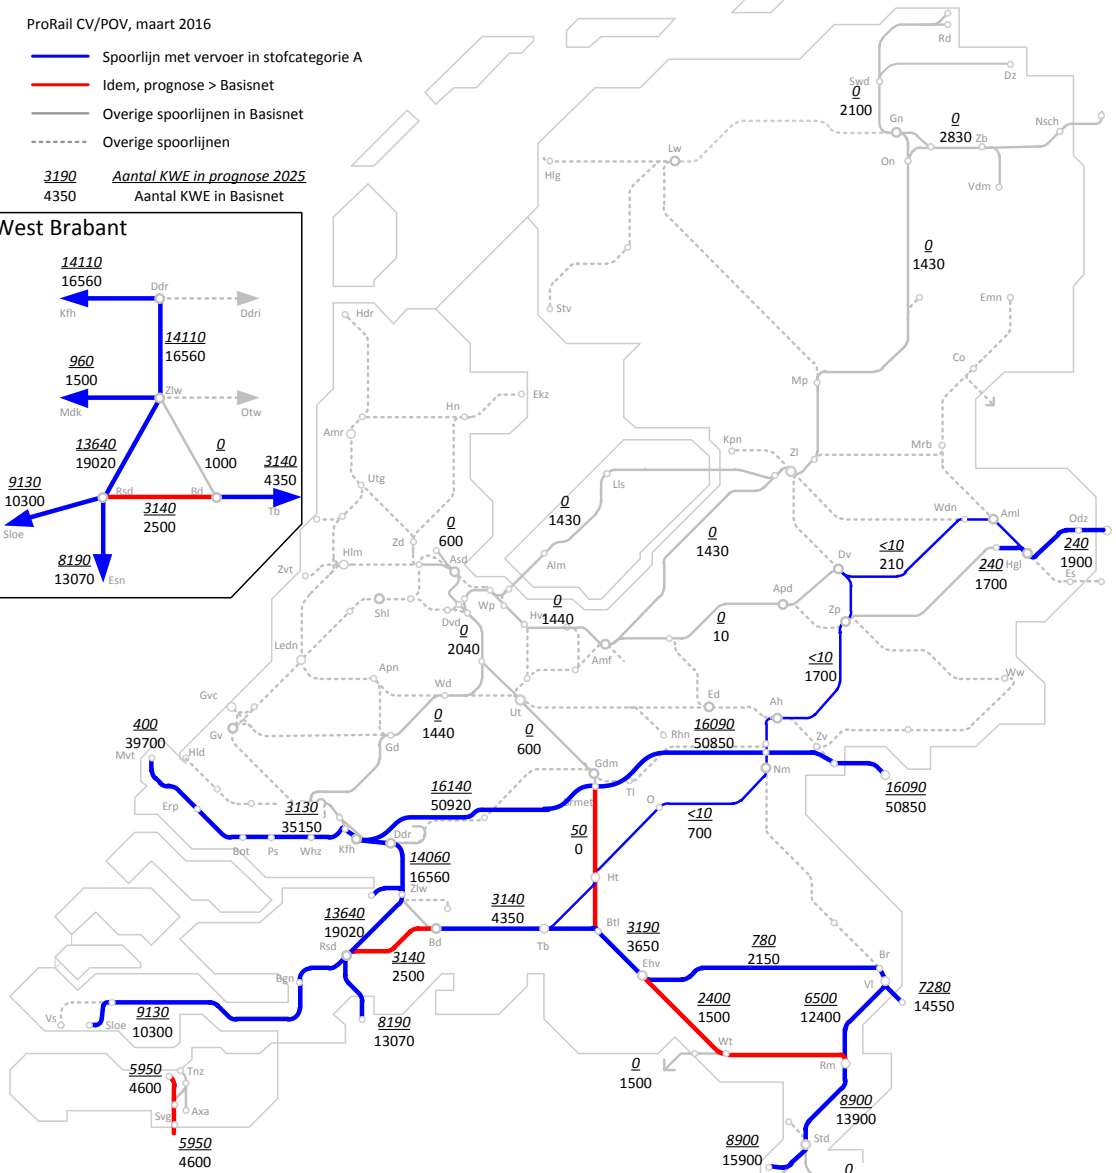 ProRail CV/POV, maart 2016
Spoorlijn met vervoer in stofcategorie A
Idem, prognose > Basisnet
Overige spoorlijnen in Basisnet
Overige spoorlijnen
3190 Aantal KWE in prognose 2025
4350 Aantal KWE in Basisnet
West Brabant
14110
16560
Ddr
Kfh
Ddri
14110
16560
960
1500
Zlw
Mdk
Otw
13640
19020
0
1000
9130
10300
3140
4350
Rsd
Bd
Tb
3140
2500
Sloe
8190
13070
Esn
Rd
Swd
Dz
0
2100
Gn
0
2830
Zb
Nsch
On
Vdm
Lw
Hlg
0
1430
Stv
Emn
Hdr
Co
Mp
Ekz
Hn
Amr
Kpn
Zl
Mrb
Utg
Lls
0
1430
0
1430
Wdn
Aml
Odz
0
600
Zd
Asd
Hlm
Zvt
Alm
Dv
<10
210
240
1700
Hgl
240
1900
Es
Shl
Wp
Dvd
Hv
0
1440
Apd
Zp
0
2040
0
10
Ledn
Amf
<10
1700
Apn
Wd
Ww
Gvc
Gv
0
1440
Ut
Ed
Ah
Gd
0
600
Rhn
16090
50850
Zv
400
39700
Mvt
Hld
Gdm
Nm
Tl
16090
50850
Erp
3130
35150
16140
50920
O
<10
700
Bot
Ps
Whz
Kfh
Ddr
50
0
14060
16560
Ht
Zlw
13640
19020
3140
4350
Rsd
Bd
Tb
Btl
3190
3650
3140
2500
780
2150
Ehv
Br
Bgn
Vl
7280
14550
Vs
Sloe
9130
10300
8190
13070
2400
1500
6500
12400
Wt
0
1500
Rm
5950
4600
Tnz
Axa
Svg
8900
13900
5950
4600
Std
8900
15900
0